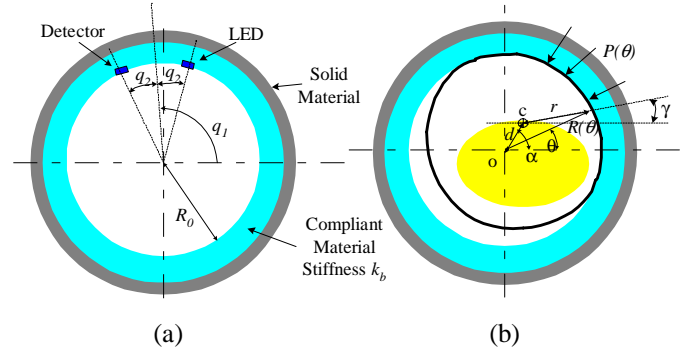 Detector
LED
q2
q2
Solid
Material
q1
R0
Compliant
Material
Stiffness kb
(a)
P(θ)
c
r
R(θ)
γ
d
α
θ
o
(b)